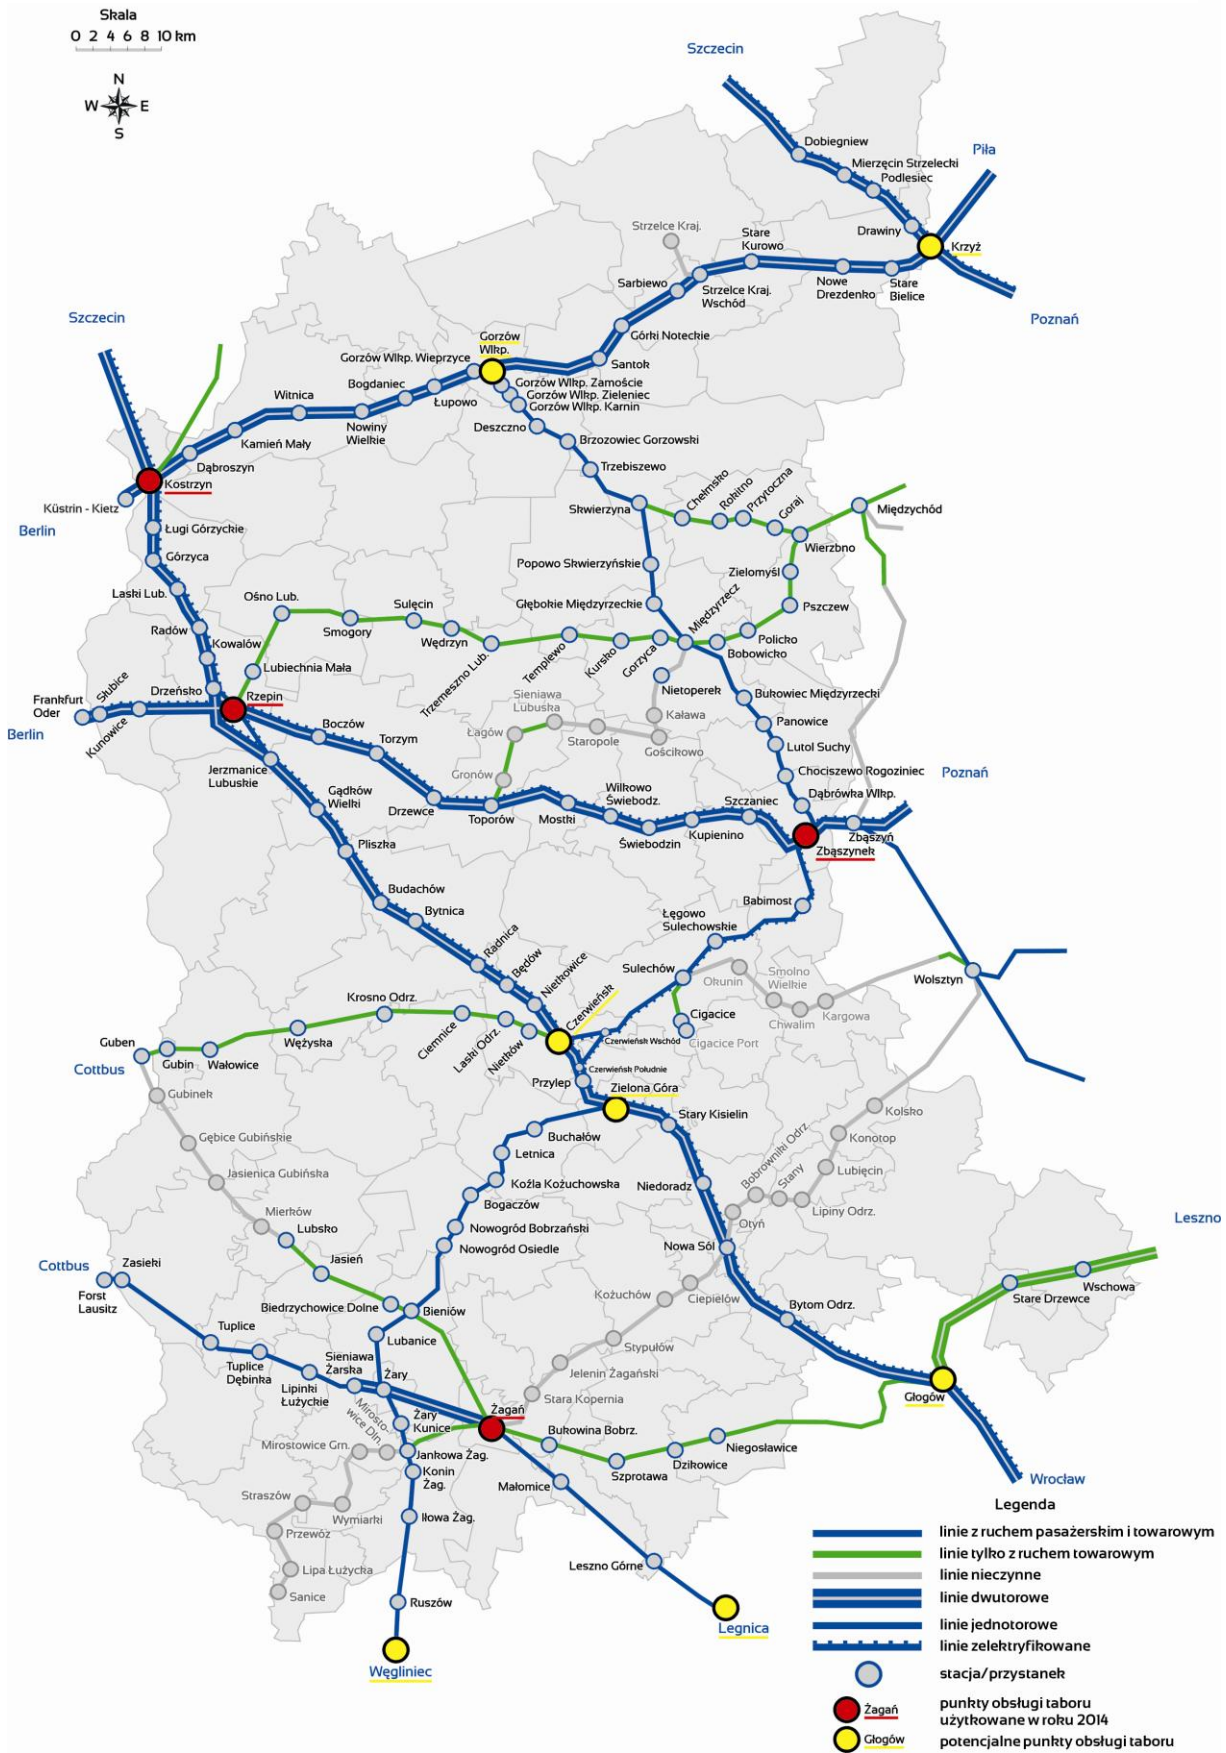 Skala
0 2 4 6 8 10 km
N
W E
S
Szczecin
Dobiegniew
Mierzęcin Strzelecki
Podlesiec
Piła
Drawiny
Krzyż
Strzelce Kraj.
Stare
Kurowo
Sarbiewo
Strzelce Kraj.
Wschód
Nowe
Drezdenko
Stare
Bielice
Poznań
Szczecin
Górki Noteckie
Gorzów
Wlkp.
Santok
Gorzów Wlkp. Wieprzyce
Gorzów Wlkp. Zamoście
Gorzów Wlkp. Zieleniec
Gorzów Wlkp. Karnin
Bogdaniec
Łupowo
Witnica
Nowiny
Wielkie
Kamień Mały
Dąbroszyn
Kostrzyn
Küstrin - Kietz
Berlin
Deszczno
Brzozowiec Gorzowski
Trzebiszewo
Skwierzyna
Chełmsko
Rokitno
Przytoczna
Goraj
Wierzbno
Międzychód
Ługi Górzyckie
Górzyca
Laski Lub.
Radów
Kowalów
Drzeńsko
Popowo Skwierzyńskie
Zielomyśl
Głębokie Międzyrzeckie
Międzyrzecz
Pszczew
Policko
Bobowicko
Ośno Lub.
Smogory
Sulęcin
Wędrzyn
Trzemeszno Lub.
Templewo
Kursko
Gorzyca
Lubiechnia Mała
Rzepin
Frankfurt
Oder
Słubice
Kunowice
Berlin
Nietoperek
Kaława
Gościkowo
Staropole
Sieniawa
Lubuska
Łagów
Gronów
Bukowiec Międzyrzecki
Panowice
Lutol Suchy
Chociszewo Rogoziniec
Dąbrówka Wlkp.
Poznań
Boczów
Torzym
Jerzmanice
Lubuskie
Gądków
Wielki
Drzewce
Toporów
Mostki
Wilkowo
Świebodz.
Świebodzin
Kupienino
Szczaniec
Zbąszynek
Zbąszyń
Pliszka
Budachów
Bytnica
Radnica
Będów
Nietkowice
Babimost
Łęgowo
Sulechowskie
Sulechów
Okunin
Smolno
Wielkie
Chwalim
Kargowa
Wolsztyn
Cigacice
Cigacice Port
Krosno Odrz.
Ciemnice
Laski Odrz.
Nietków
Czerwieńsk
Czerwieńsk Wschód
Czerwieńsk Południe
Guben
Cottbus
Gubin
Wałowice
Wężyska
Przylep
Zielona Góra
Stary Kisielin
Gubinek
Gębice Gubińskie
Jasienica Gubińska
Mierków
Lubsko
Jasień
Buchałów
Letnica
Koźla Kożuchowska
Bogaczów
Nowogród Bobrzański
Nowogród Osiedle
Niedoradz
Bobrowniki Odrz
Stany
Lipiny Odrz.
Otyń
Lubięcin
Konotop
Kolsko
Nowa Sól
Leszno
Cottbus
Zasieki
Forst
Lausitz
Biedrzychowice Dolne
Bieniów
Lubanice
Kożuchów
Ciepielów
Bytom Odrz.
Stare Drzewce
Wschowa
Tuplice
Tuplice
Dębinka
Sieniawa
Żarska
Lipinki
Łużyckie
Żary
Stypułów
Jelenin Żagański
Stara Kopernia
Głogów
Mirosto-
wice Dln.
Żary
Kunice
Żagań
Mirostowice Grn.
Jankowa Żag.
Konin
Żag.
Bukowina Bobrz.
Szprotawa
Dzikowice
Niegosławice
Małomice
Wrocław
Straszów
Wymiarki
Iłowa Żag.
Przewóz
Lipa Łużycka
Sanice
Leszno Górne
Ruszów
Legnica
Węgliniec
Legenda
linie z ruchem pasażerskim i towarowym
linie tylko z ruchem towarowym
linie nieczynne
linie dwutorowe
linie jednotorowe
linie zelektryfikowane
stacja/przystanek
Żagań
punkty obsługi taboru
użytkowane w roku 2014
Głogów
potencjalne punkty obsługi taboru